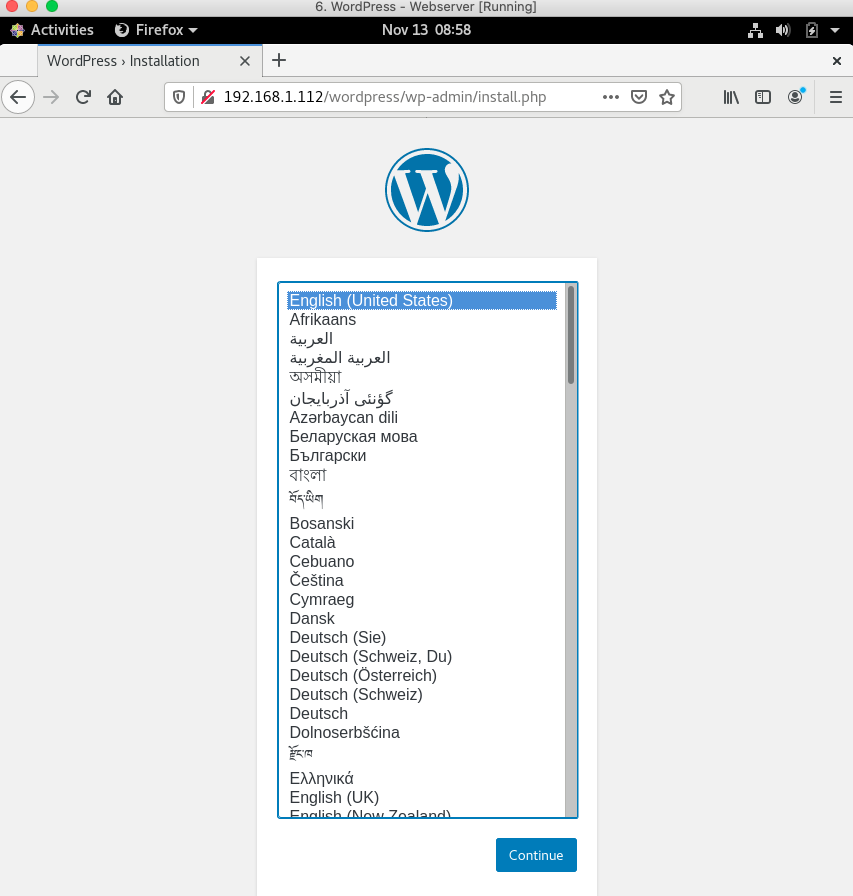 6. WordPress - Webserver [Running]
Activities Firefox Nov 13 08:58
WordPress › Installation
192.168.1.112/wordpress/wp-admin/install.php
English (United States)
Afrikaans
العربية
العربية المغربية
অসমীয়া
گؤنئی آذربایجان
Azərbaycan dili
Беларуская мова
Български
বাংলা
བོད་ཡིག
Bosanski
Català
Cebuano
Čeština
Cymraeg
Dansk
Deutsch (Sie)
Deutsch (Schweiz, Du)
Deutsch (Österreich)
Deutsch (Schweiz)
Deutsch
Dolnoserbšćina
རྫོང་ཁ
Ελληνικά
English (UK)
English (New Zealand)
Continue